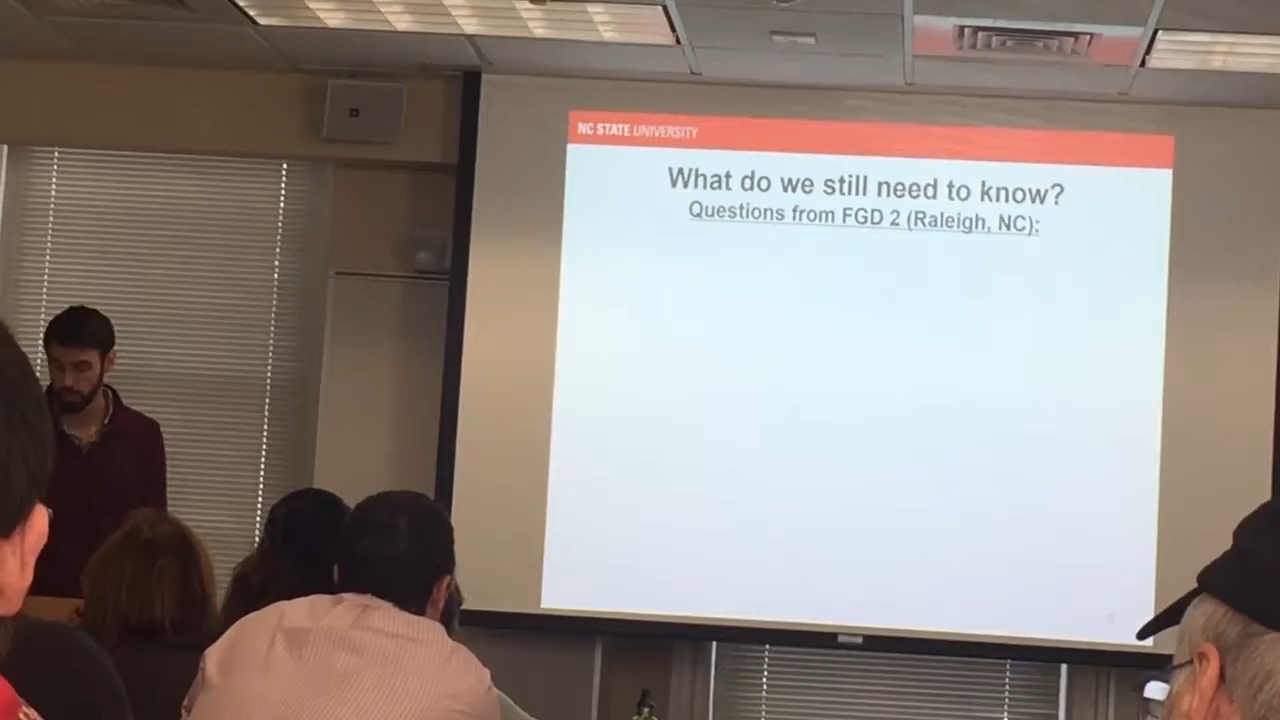 NC STATE UNIVERSITY
What do we still need to know?
Questions from FGD 2 (Raleigh, NC):